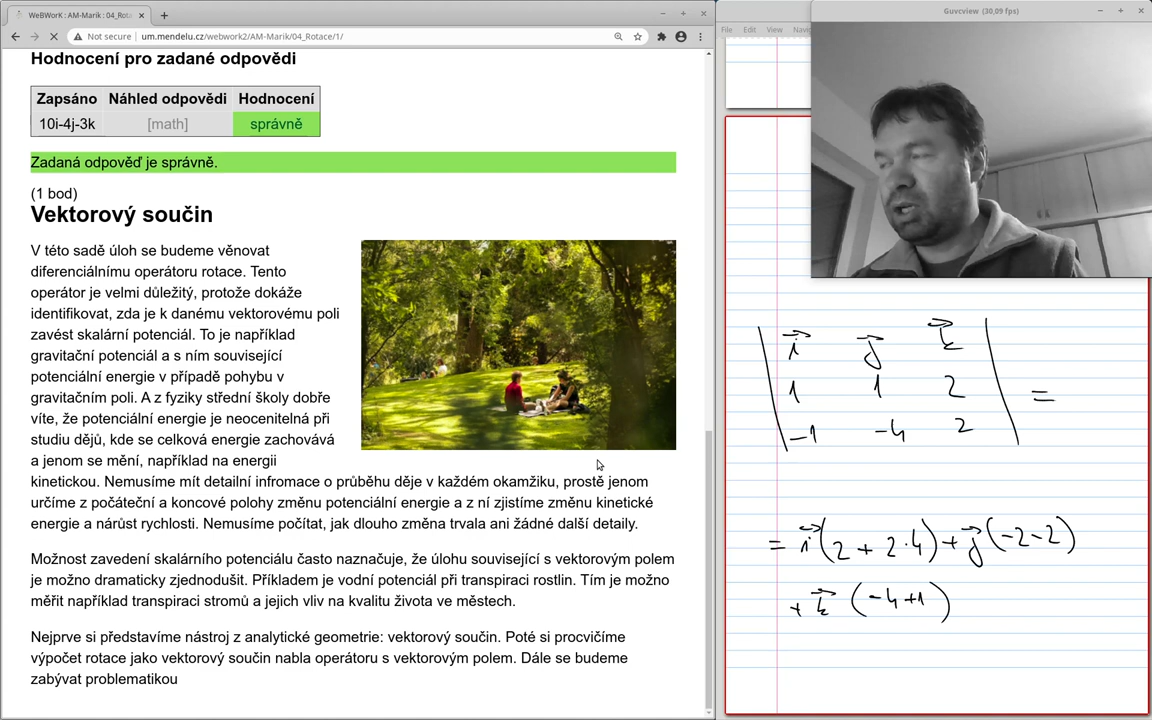 WeBWorK : AM-Marik : 04_Rota
Guvcview (30,09 fps)
Not secure
um.mendelu.cz/webwork2/AM-Marik/04_Rotace/1/
File Edit View
Hodnocení pro zadané odpovědi
Zapsáno Náhled odpovědi Hodnocení
10i-4j-3k [math] správně
Zadaná odpověď je správně.
(1 bod)
Vektorový součin
V této sadě úloh se budeme věnovat
diferenciálnímu operátoru rotace. Tento
operátor je velmi důležitý, protože dokáže
identifikovat, zda je k danému vektorovému poli
zavést skalární potenciál. To je například
gravitační potenciál a s ním související
potenciální energie v případě pohybu v
gravitačním poli. A z fyziky střední školy dobře
víte, že potenciální energie je neocenitelná při
studiu dějů, kde se celková energie zachovává
a jenom se mění, například na energii
kinetickou. Nemusíme mít detailní infromace o průběhu děje v každém okamžiku, prostě jenom
určíme z počáteční a koncové polohy změnu potenciální energie a z ní zjistíme změnu kinetické
energie a nárůst rychlosti. Nemusíme počítat, jak dlouho změna trvala ani žádné další detaily.
Možnost zavedení skalárního potenciálu často naznačuje, že úlohu související s vektorovým polem
je možno dramaticky zjednodušit. Příkladem je vodní potenciál při transpiraci rostlin. Tím je možno
měřit například transpiraci stromů a jejich vliv na kvalitu života ve městech.
Nejprve si představíme nástroj z analytické geometrie: vektorový součin. Poté si procvičíme
výpočet rotace jako vektorový součin nabla operátoru s vektorovým polem. Dále se budeme
zabývat problematikou
i⃗ j⃗ k⃗
1 1 2 =
-1 -4 2
= i⃗(2 + 2·4) + j⃗(-2-2)
+ k⃗ (-4+1)